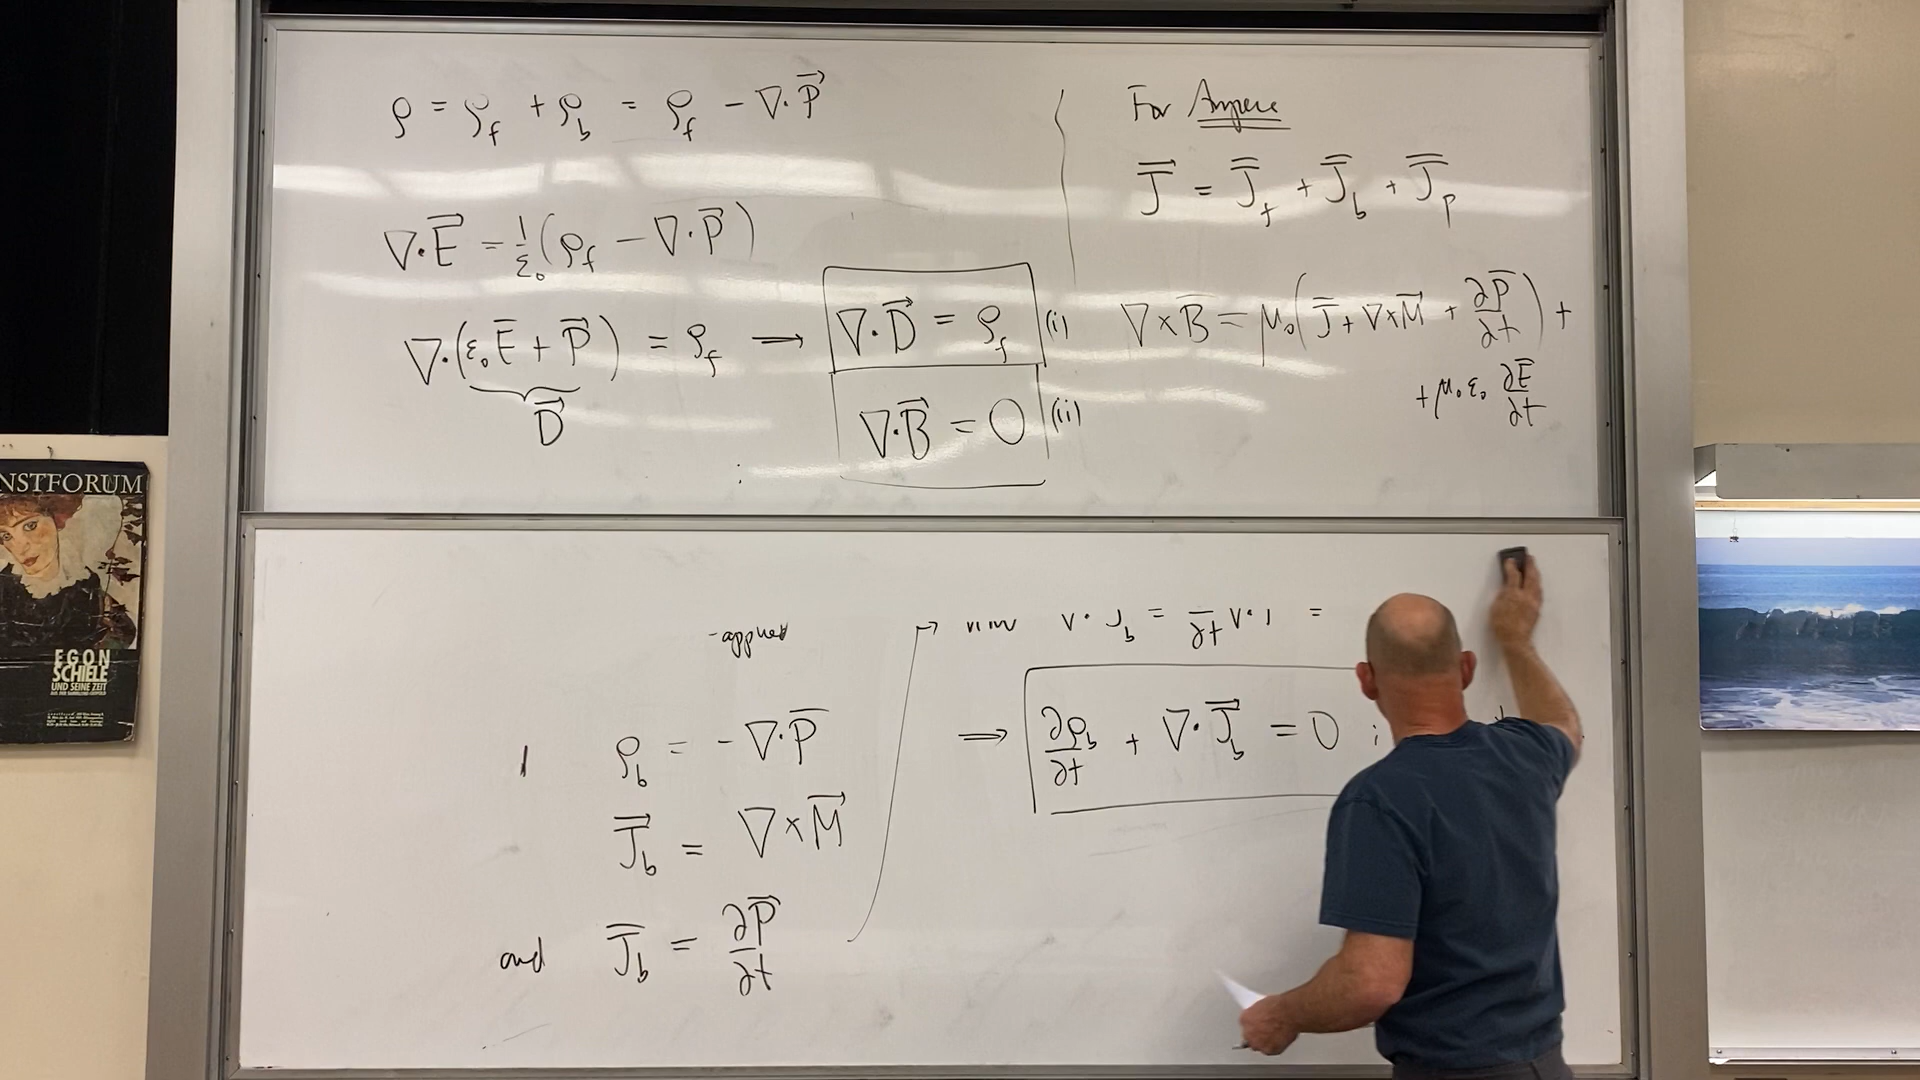 ρ = ρ_f + ρ_b = ρ_f − ∇·P⃗
∇·E⃗ = 1/ε₀ (ρ_f − ∇·P⃗)
∇·(ε₀E̅ + P⃗) = ρ_f → ∇·D⃗ = ρ_f (i)
D⃗
∇·B⃗ = 0 (ii)
For Ampere
J⃗ = J̅_f + J̅_b + J̅_p
∇×B̅ = μ₀(J̅ + ∇×M̅ + ∂P̅/∂t) +
+ μ₀ε₀ ∂E̅/∂t
ρ_b = −∇·P̅
J⃗_b = ∇×M⃗
and J̅_b = ∂P⃗/∂t
∇·J_b = /∂t ∇· =
⟹ ∂ρ_b/∂t + ∇·J⃗_b = 0 ;
NSTFORUM
EGON
SCHIELE
UND SEINE ZEIT